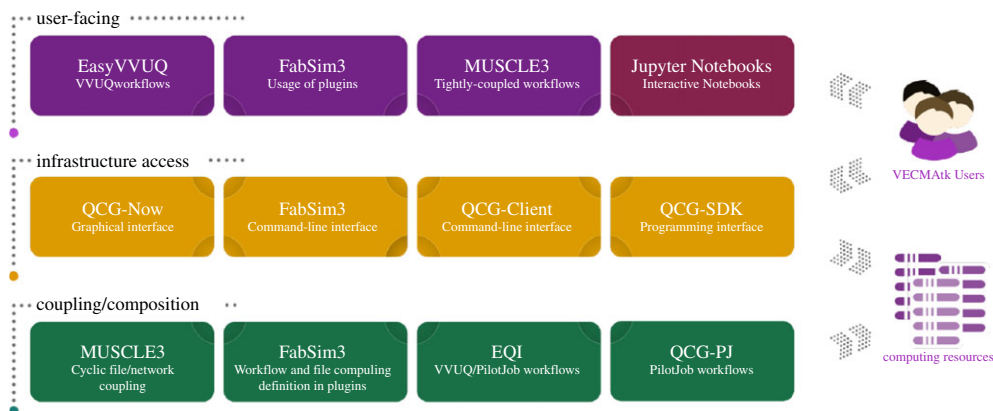 user-facing
EasyVVUQ
VVUQworkflows
FabSim3
Usage of plugins
MUSCLE3
Tightly-coupled workflows
Jupyter Notebooks
Interactive Notebooks
VECMAtk Users
infrastructure access
QCG-Now
Graphical interface
FabSim3
Command-line interface
QCG-Client
Command-line interface
QCG-SDK
Programming interface
computing resources
coupling/composition
MUSCLE3
Cyclic file/network
coupling
FabSim3
Workflow and file compuling
definition in plugins
EQI
VVUQ/PilotJob workflows
QCG-PJ
PilotJob workflows